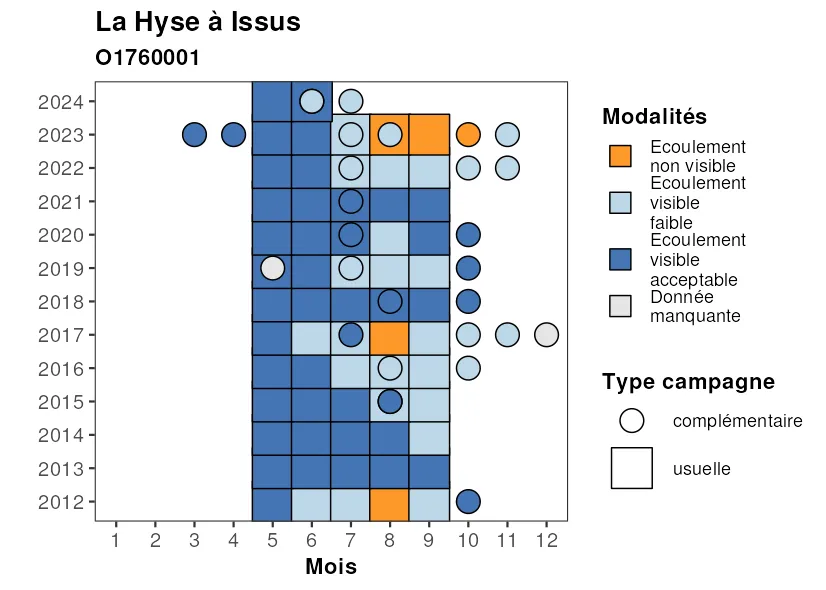 La Hyse à Issus
O1760001
2024
2023
2022
2021
2020
2019
2018
2017
2016
2015
2014
2013
2012
1 2 3 4 5 6 7 8 9 10 11 12
Mois
Modalités
Ecoulement
non visible
Ecoulement
visible
faible
Ecoulement
visible
acceptable
Donnée
manquante
Type campagne
complémentaire
usuelle